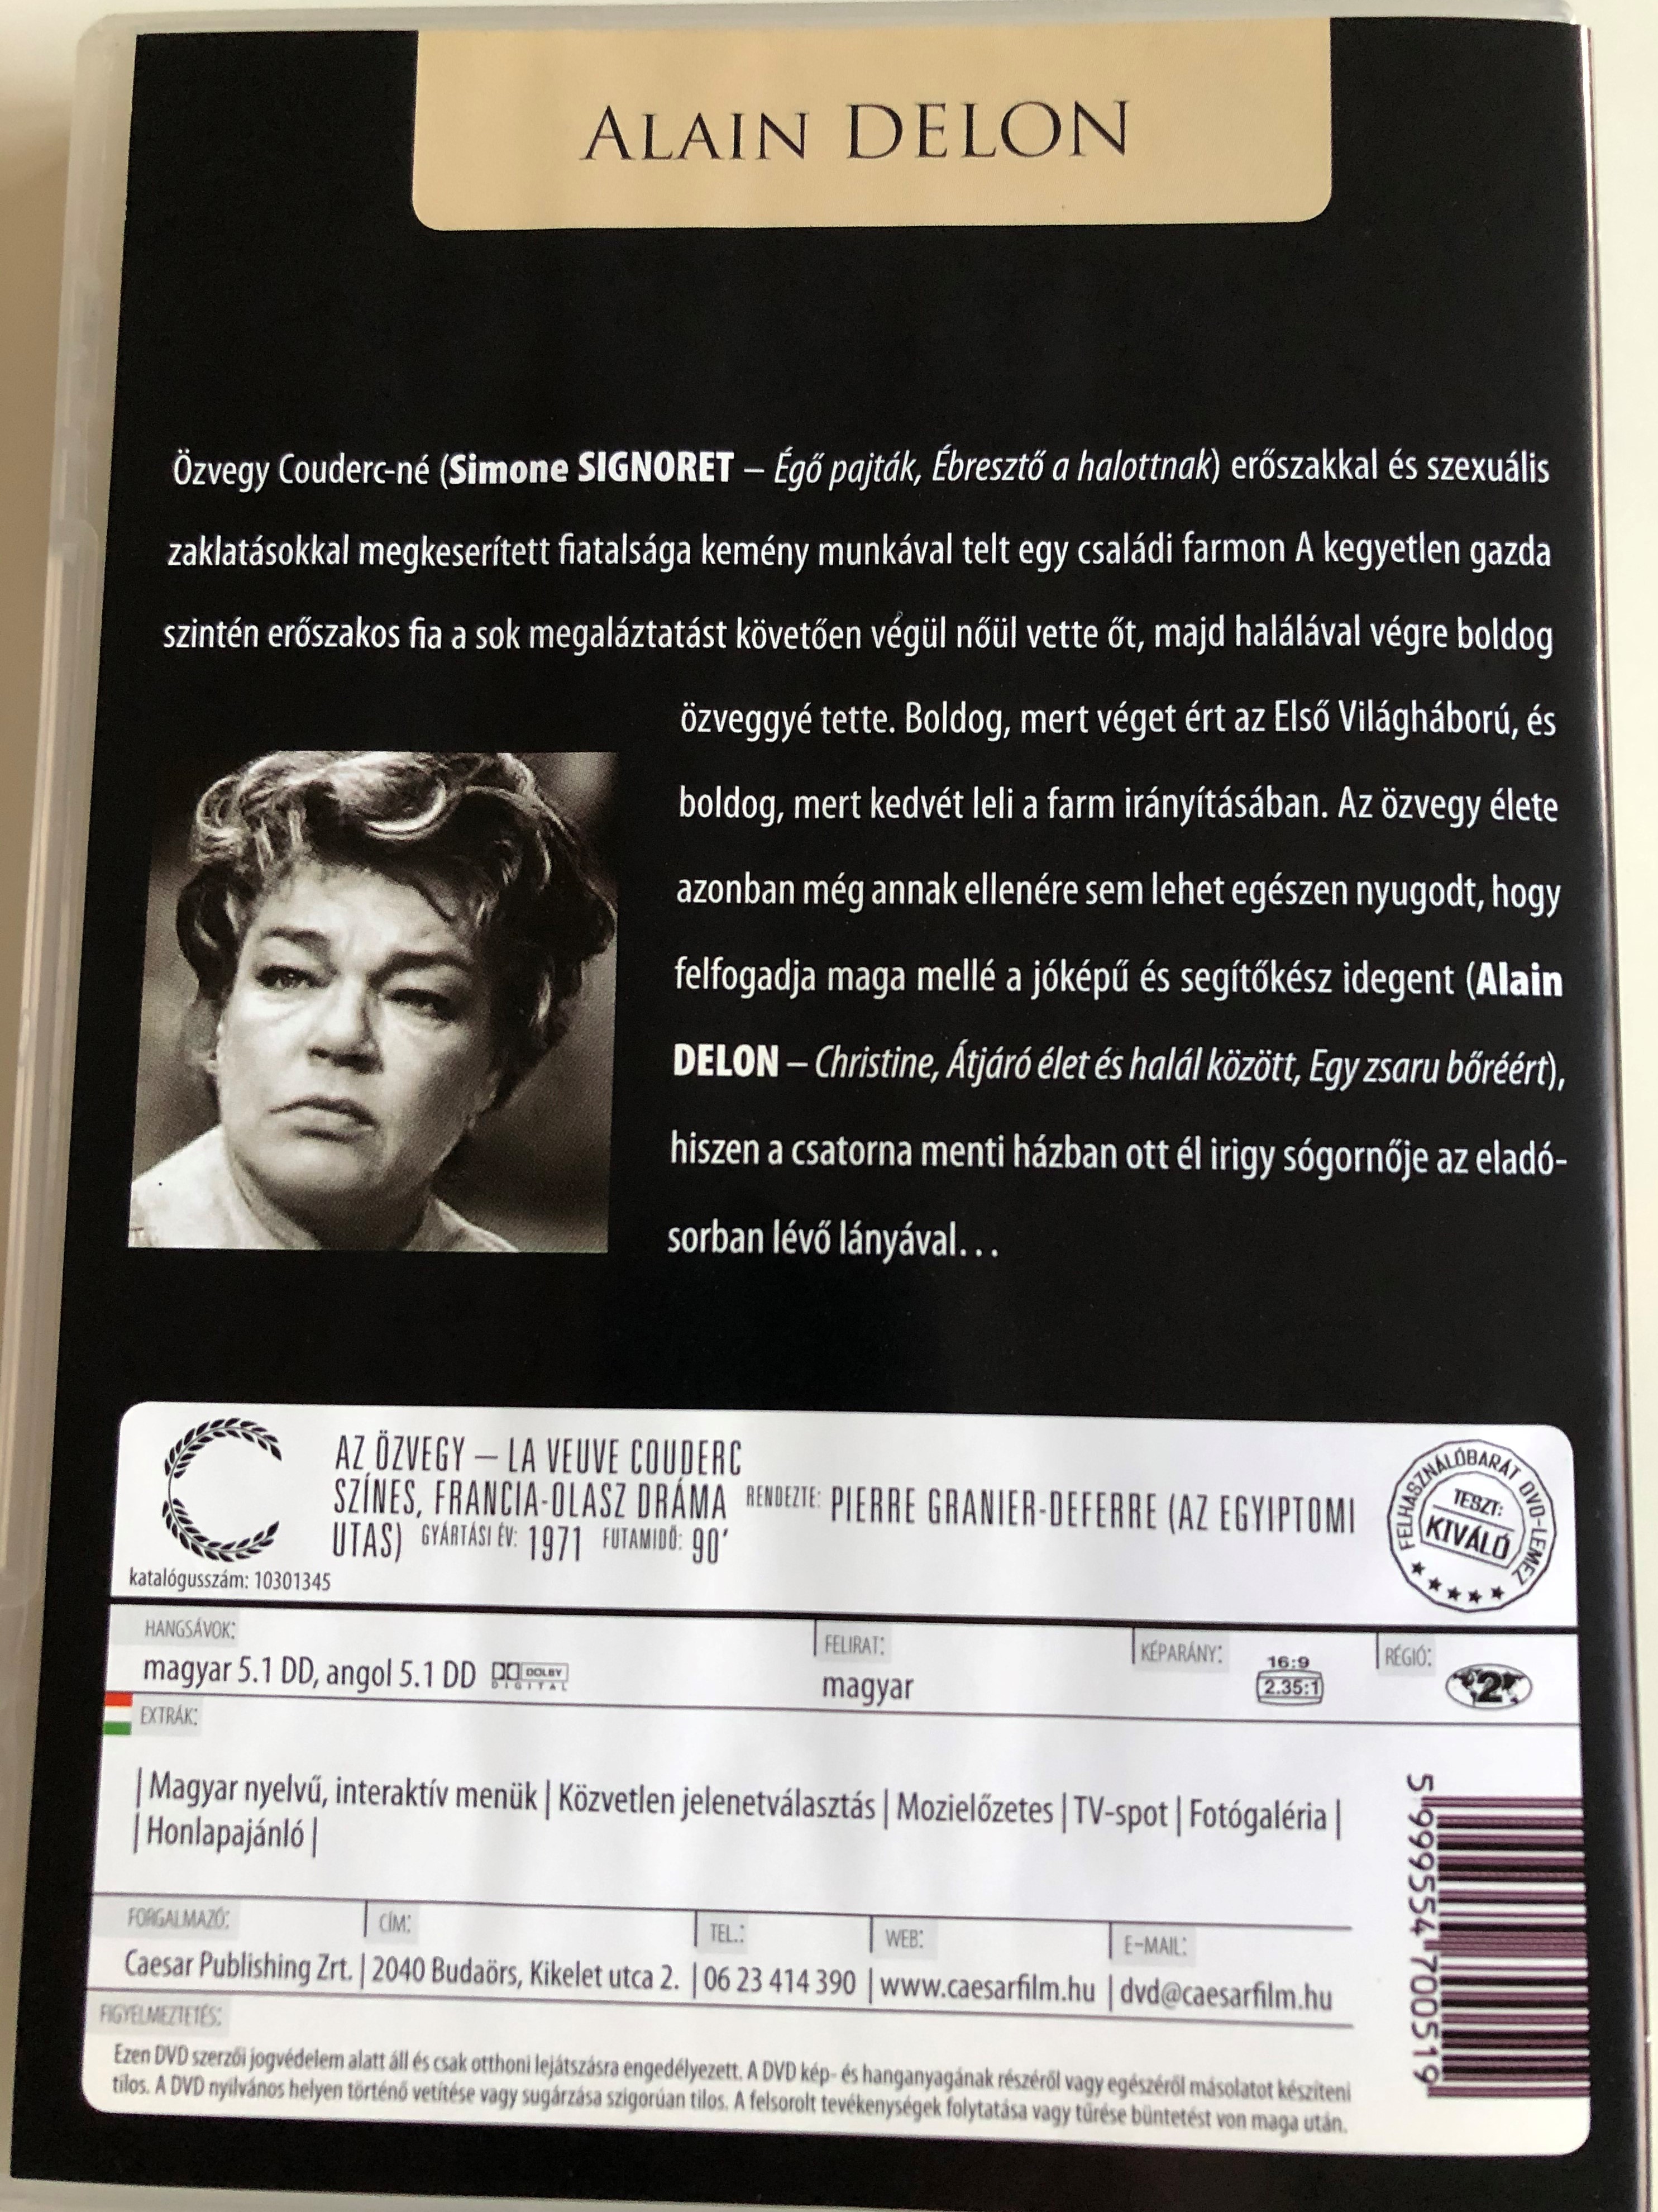 ALAIN DELON
Özvegy Couderc-né (Simone SIGNORET – Égő pajták, Ébresztő a halottnak) erőszakkal és szexuális
zaklatásokkal megkeserített fiatalsága kemény munkával telt egy családi farmon A kegyetlen gazda
szintén erőszakos fia a sok megaláztatást követően végül nőül vette őt, majd halálával végre boldog
özveggyé tette. Boldog, mert véget ért az Első Világháború, és
boldog, mert kedvét leli a farm irányításában. Az özvegy élete
azonban még annak ellenére sem lehet egészen nyugodt, hogy
felfogadja maga mellé a jóképű és segítőkész idegent (Alain
DELON – Christine, Átjáró élet és halál között, Egy zsaru bőréért),
hiszen a csatorna menti házban ott él irigy sógornője az eladó-
sorban lévő lányával...
AZ ÖZVEGY – LA VEUVE COUDERC
SZÍNES, FRANCIA-OLASZ DRÁMA RENDEZTE: PIERRE GRANIER-DEFERRE (AZ EGYIPTOMI
UTAS) GYÁRTÁSI ÉV: 1971 FUTAMIDŐ: 90'
katalógusszám: 10301345
FELHASZNÁLÓBARÁT DVD-LEMEZ
TESZT:
KIVÁLÓ
HANGSÁVOK:
magyar 5.1 DD, angol 5.1 DD DOLBY DIGITAL
FELIRAT:
magyar
KÉPARÁNY:
16:9
2.35:1
RÉGIÓ:
2
EXTRÁK:
| Magyar nyelvű, interaktív menük | Közvetlen jelenetválasztás | Mozielőzetes | TV-spot | Fotógaléria |
| Honlapajánló |
5 999554 700519
FORGALMAZÓ: CÍM: TEL.: WEB: E-MAIL:
Caesar Publishing Zrt. | 2040 Budaörs, Kikelet utca 2. | 06 23 414 390 | www.caesarfilm.hu | dvd@caesarfilm.hu
FIGYELMEZTETÉS:
Ezen DVD szerzői jogvédelem alatt áll és csak otthoni lejátszásra engedélyezett. A DVD kép- és hanganyagának részéről vagy egészéről másolatot készíteni
tilos. A DVD nyilvános helyen történő vetítése vagy sugárzása szigorúan tilos. A felsorolt tevékenységek folytatása vagy tűrése büntetést von maga után.